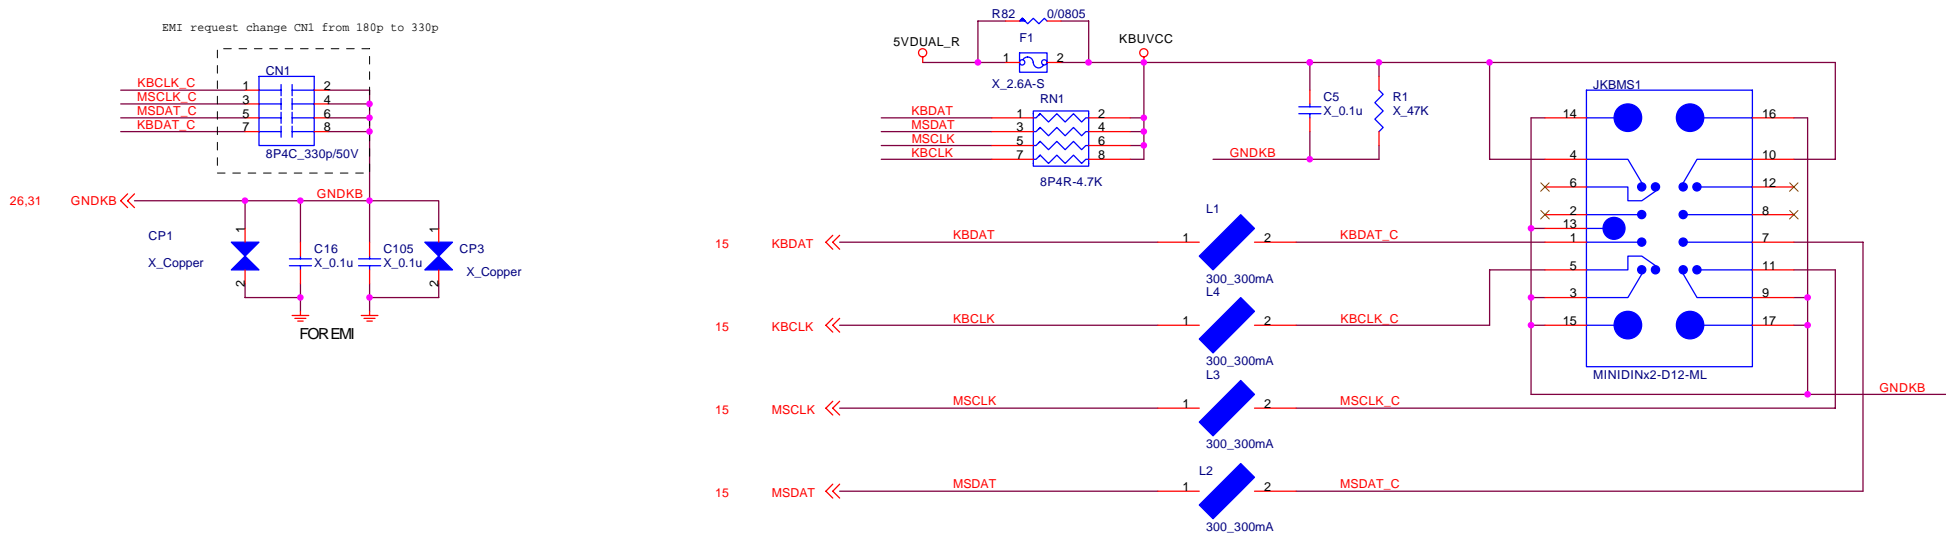 EMI request change CN1 from 180p to 330p
CN1
KBCLK_C 1 2
MSCLK_C 3 4
MSDAT_C 5 6
KBDAT_C 7 8
8P4C_330p/50V
26,31 GNDKB GNDKB
1 1
CP1 C16 C105 CP3
X_Copper X_0.1u X_0.1u X_Copper
2 2
FOR EMI
R82 0/0805
5VDUAL_R F1 KBUVCC
1 2
X_2.6A-S
RN1
KBDAT 1 2
MSDAT 3 4
MSCLK 5 6
KBCLK 7 8
8P4R-4.7K
C5 R1
X_0.1u X_47K
GNDKB
JKBMS1
14 16
4 10
6 12
2 8
13
1 7
5 11
3 9
15 17
MINIDINx2-D12-ML
GNDKB
L1
15 KBDAT KBDAT 1 2 KBDAT_C
300_300mA
L4
15 KBCLK KBCLK 1 2 KBCLK_C
300_300mA
L3
15 MSCLK MSCLK 1 2 MSCLK_C
300_300mA
L2
15 MSDAT MSDAT 1 2 MSDAT_C
300_300mA